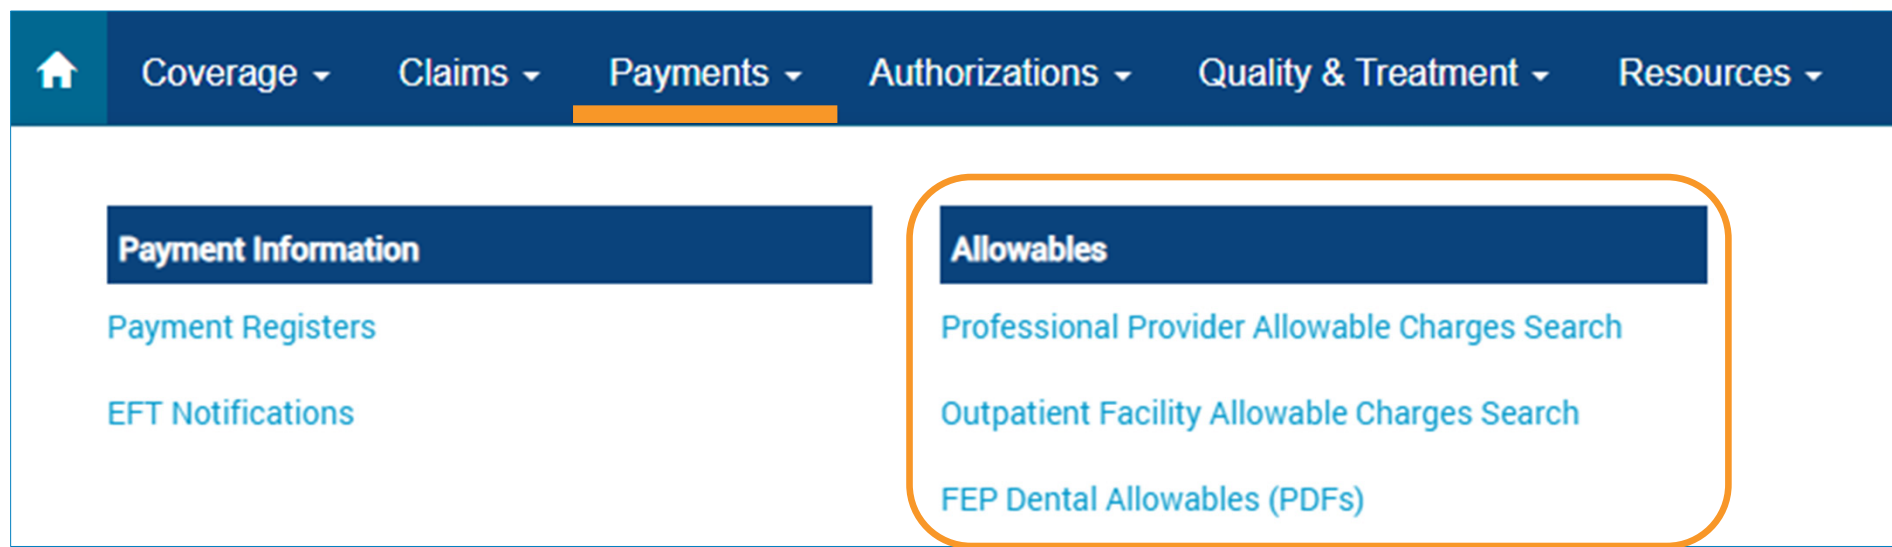 Coverage Claims Payments Authorizations Quality & Treatment Resources
Payment Information
Payment Registers
EFT Notifications
Allowables
Professional Provider Allowable Charges Search
Outpatient Facility Allowable Charges Search
FEP Dental Allowables (PDFs)